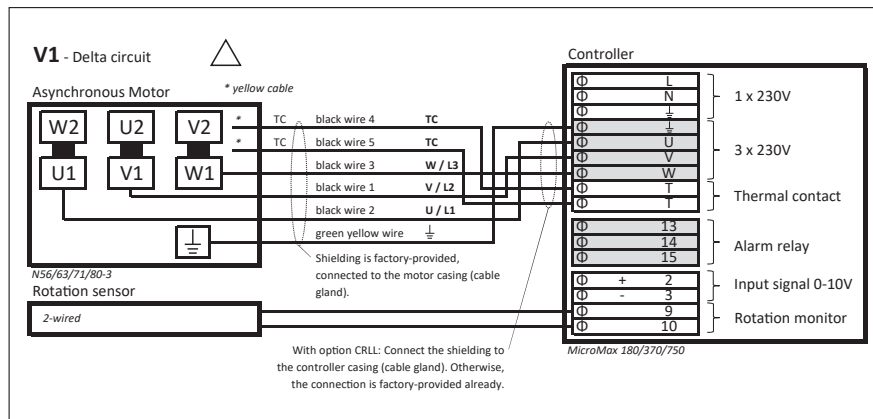 V1 - Delta circuit
* yellow cable
Asynchronous Motor
W2 U2 V2
U1 V1 W1
* TC black wire 4 TC
* TC black wire 5 TC
black wire 3 W / L3
black wire 1 V / L2
black wire 2 U / L1
green yellow wire
Shielding is factory-provided,
connected to the motor casing (cable
gland).
N56/63/71/80-3
Rotation sensor
2-wired
With option CRLL: Connect the shielding to
the controller casing (cable gland). Otherwise,
the connection is factory-provided already.
Controller
L
N
1 x 230V
U
V
W
3 x 230V
T
T
Thermal contact
13
14
15
Alarm relay
+ 2
- 3
Input signal 0-10V
9
10
Rotation monitor
MicroMax 180/370/750